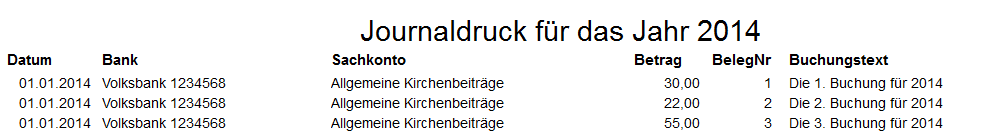 Journaldruck für das Jahr 2014
Datum Bank Sachkonto Betrag BelegNr Buchungstext
01.01.2014 Volksbank 1234568 Allgemeine Kirchenbeiträge 30,00 1 Die 1. Buchung für 2014
01.01.2014 Volksbank 1234568 Allgemeine Kirchenbeiträge 22,00 2 Die 2. Buchung für 2014
01.01.2014 Volksbank 1234568 Allgemeine Kirchenbeiträge 55,00 3 Die 3. Buchung für 2014